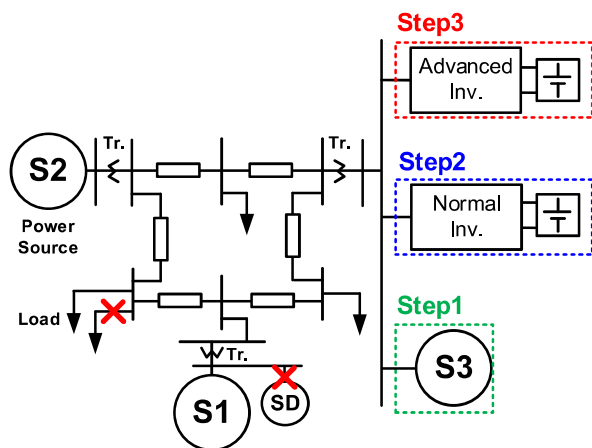 Step3
Advanced
Inv.
Tr.
Tr.
S2
Power
Source
Step2
Normal
Inv.
Load
Step1
Tr.
S3
S1
SD